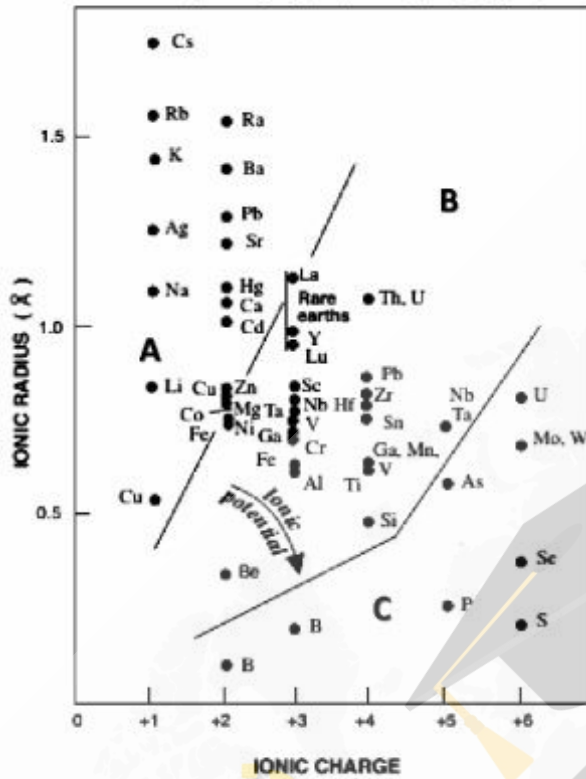 IONIC RADIUS (Å)
1.5
1.0
0.5
0
+1
+2
+3
+4
+5
+6
IONIC CHARGE
A
B
C
Cs
Rb
K
Ag
Na
Li
Cu
Ra
Ba
Pb
Sr
Hg
Ca
Cd
Cu
Zn
Co
Mg
Fe
Ni
Be
B
La
Rare
earths
Y
Lu
Sc
Ta
Nb
V
Ga
Cr
Fe
Al
B
Th, U
Pb
Hf
Zr
Sn
Ga, Mn,
Ti
V
Si
Nb
Ta
As
P
U
Mo, W
Se
S
Ionic
potential